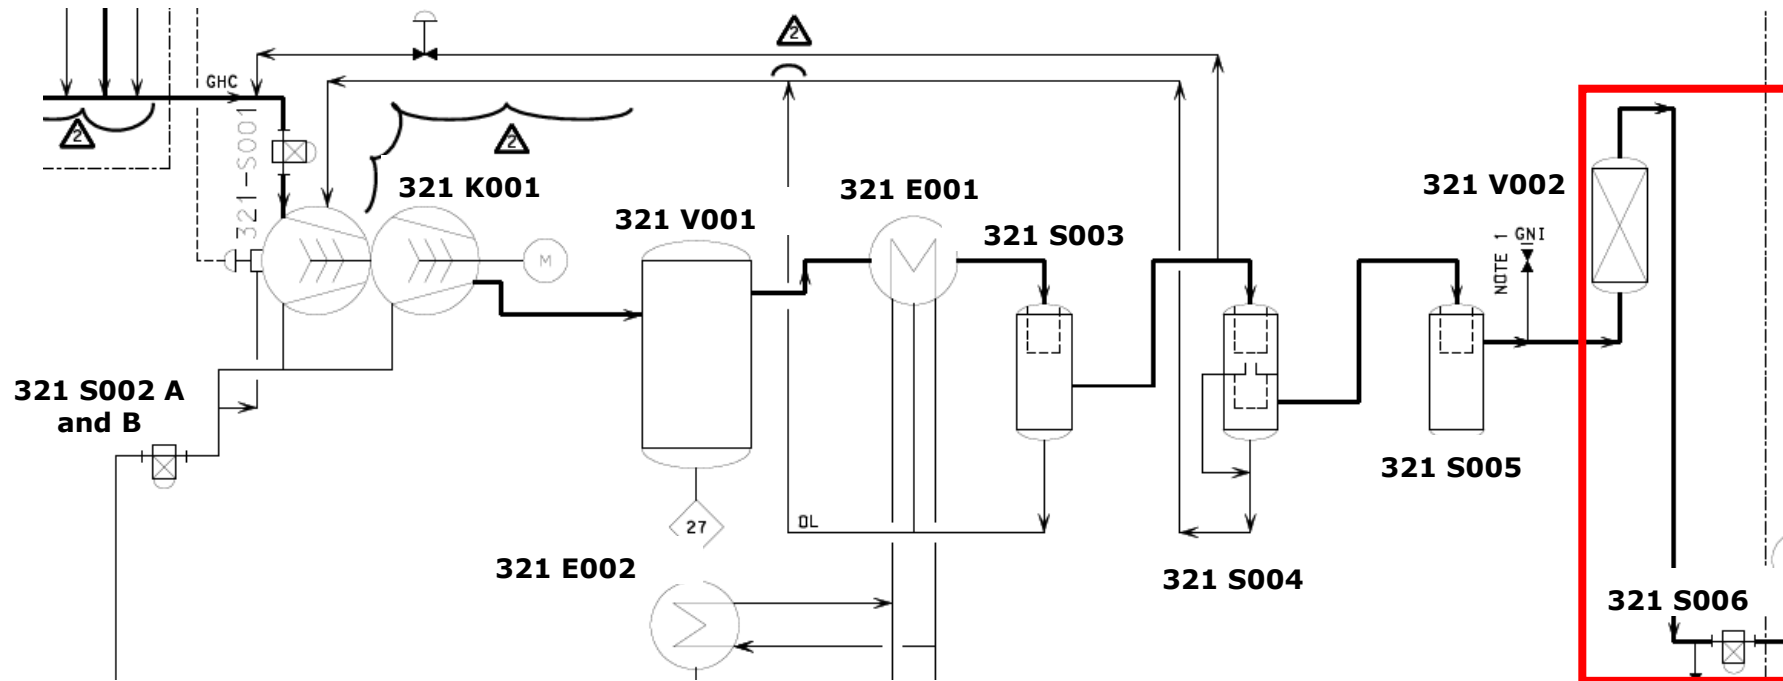 2
GHC
2
2
321-S001
321 K001
321 E001
321 V001
321 S003
321 V002
NOTE 1
GNI
M
321 S002 A
and B
321 S005
27
OL
321 E002
321 S004
321 S006